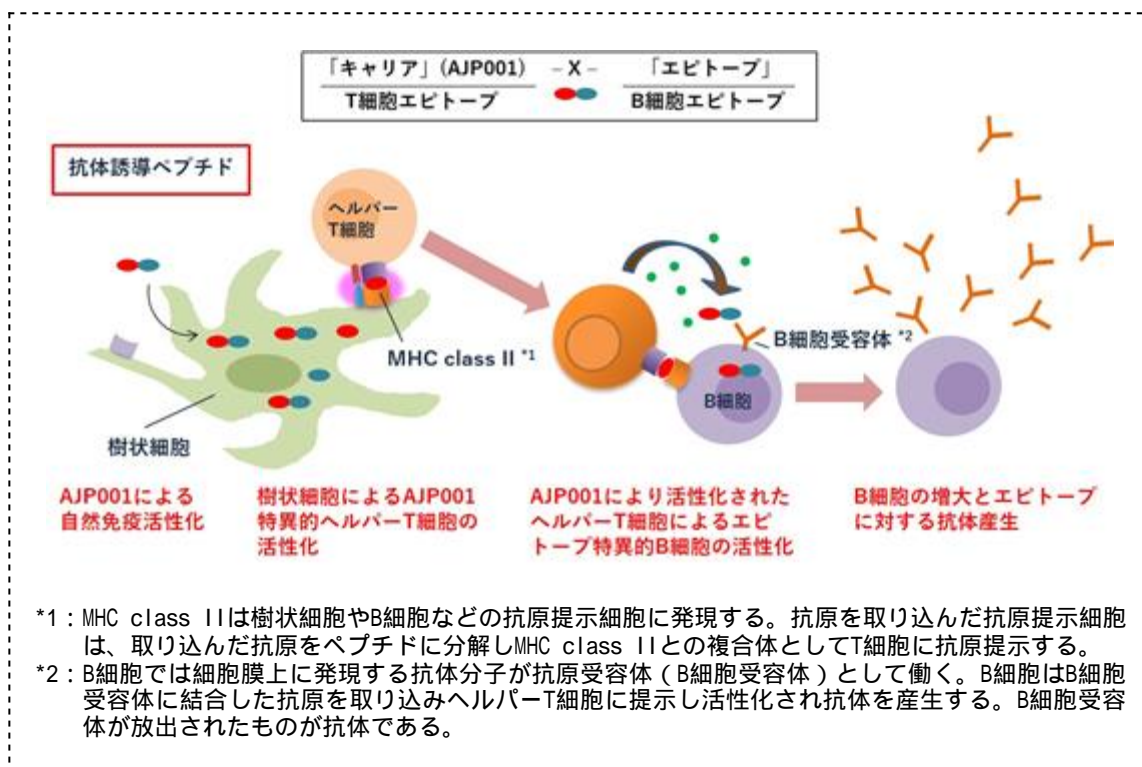 「キャリア」(AJP001) －X－ 「エピトープ」
T細胞エピトープ B細胞エピトープ
抗体誘導ペプチド
ヘルパー
T細胞
MHC class II *1
B細胞受容体 *2
B細胞
樹状細胞
AJP001による
自然免疫活性化
樹状細胞によるAJP001
特異的ヘルパーT細胞の
活性化
AJP001により活性化された
ヘルパーT細胞によるエピ
トープ特異的B細胞の活性化
B細胞の増大とエピトープ
に対する抗体産生
*1：MHC class IIは樹状細胞やB細胞などの抗原提示細胞に発現する。抗原を取り込んだ抗原提示細胞
は、取り込んだ抗原をペプチドに分解しMHC class IIとの複合体としてT細胞に抗原提示する。
*2：B細胞では細胞膜上に発現する抗体分子が抗原受容体（B細胞受容体）として働く。B細胞はB細胞
受容体に結合した抗原を取り込みヘルパーT細胞に提示し活性化され抗体を産生する。B細胞受容
体が放出されたものが抗体である。